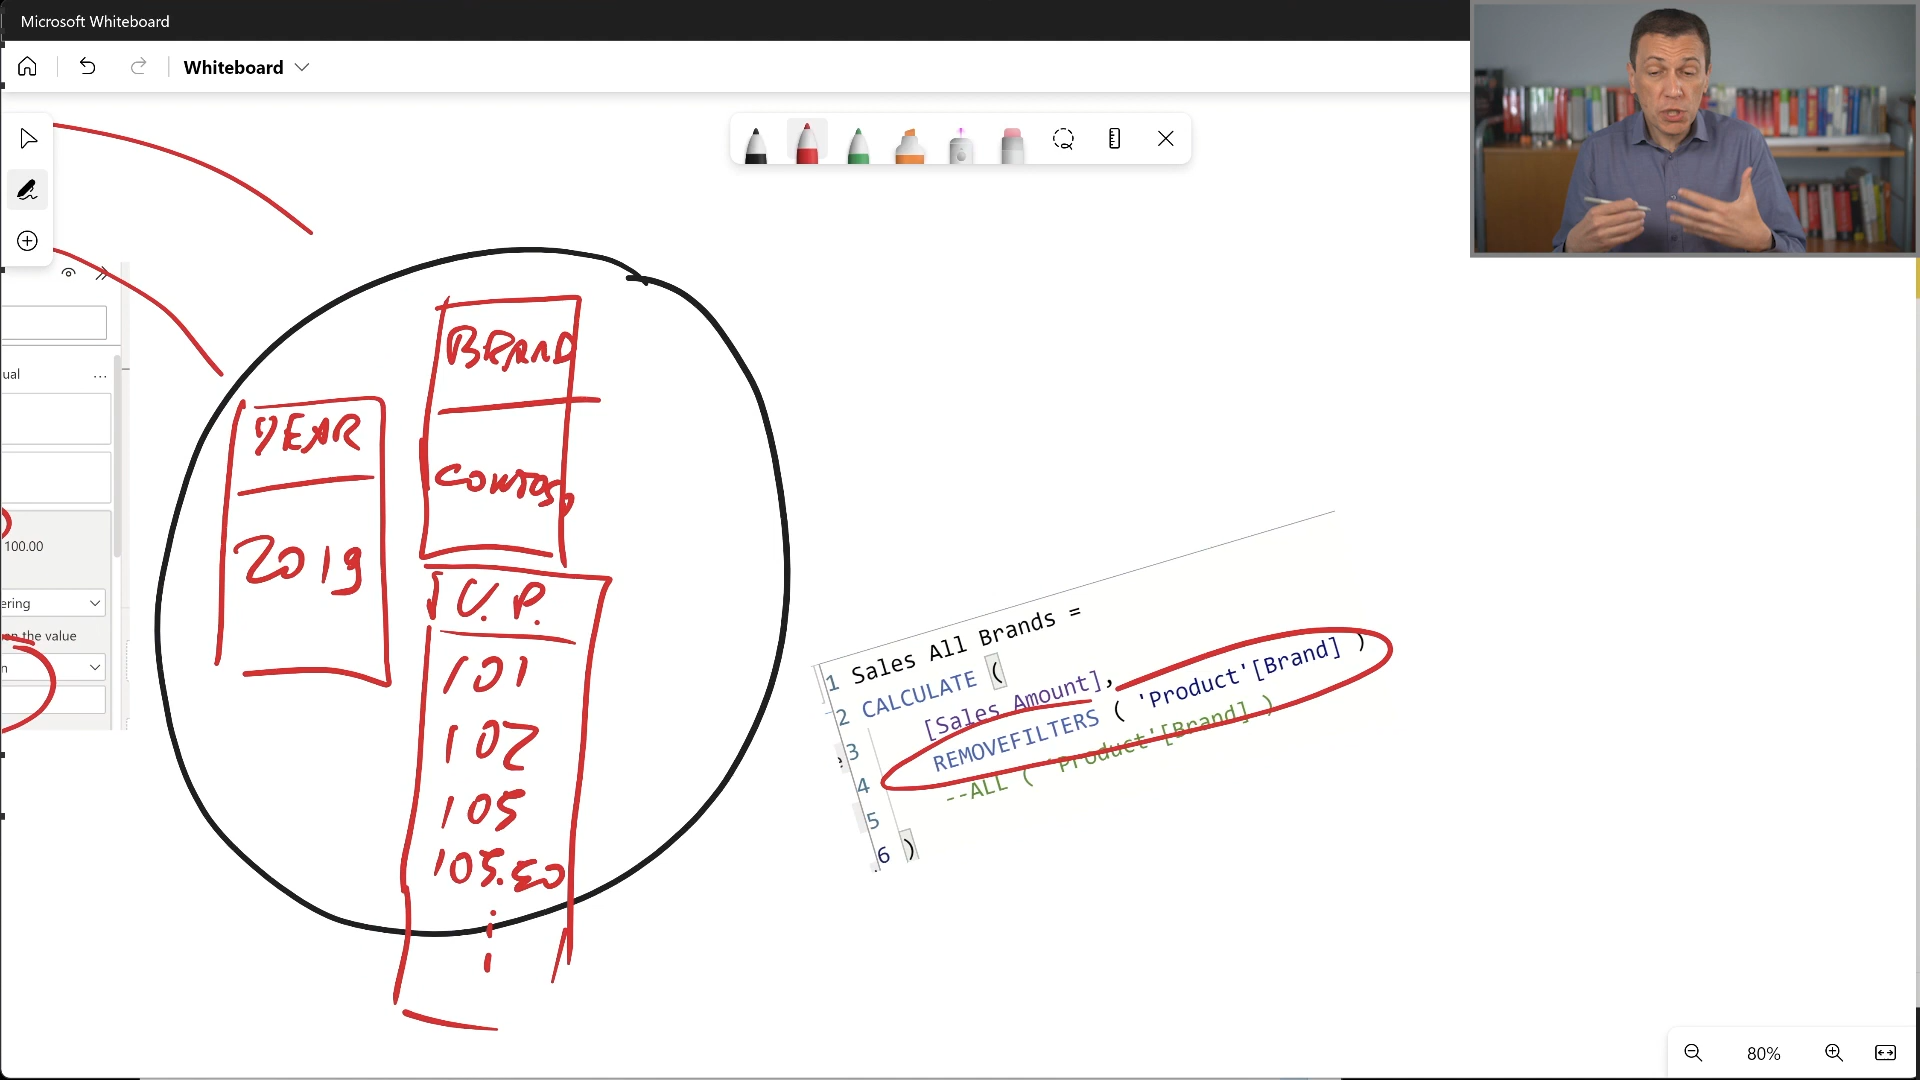 Microsoft Whiteboard
Whiteboard
ual
100.00
ering
en the value
n
YEAR
2019
BRAND
CONTOSO
U.P.
101
102
105
105.50
1 Sales All Brands =
2 CALCULATE (
3 [Sales Amount],
4 REMOVEFILTERS ( 'Product'[Brand] )
5 --ALL ( 'Product'[Brand] )
6 )
80%